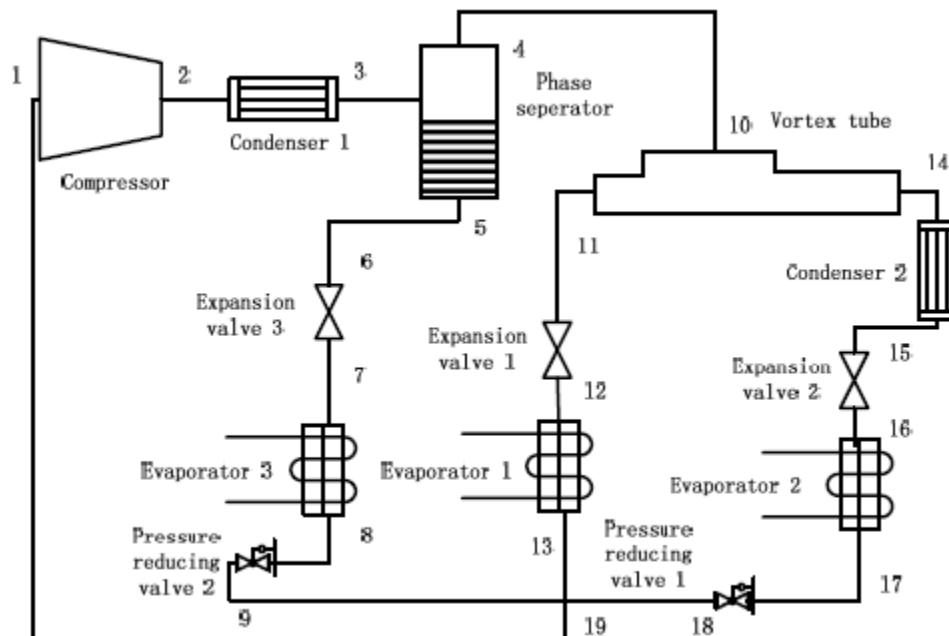 1
2
3
4
Phase
seperator
Condenser 1
Compressor
10
Vortex tube
14
5
6
11
Condenser 2
Expansion
valve 3
Expansion
valve 1
15
Expansion
valve 2
7
12
16
Evaporator 3
Evaporator 1
Evaporator 2
8
13
17
Pressure
reducing
valve 2
Pressure
reducing
valve 1
9
19
18